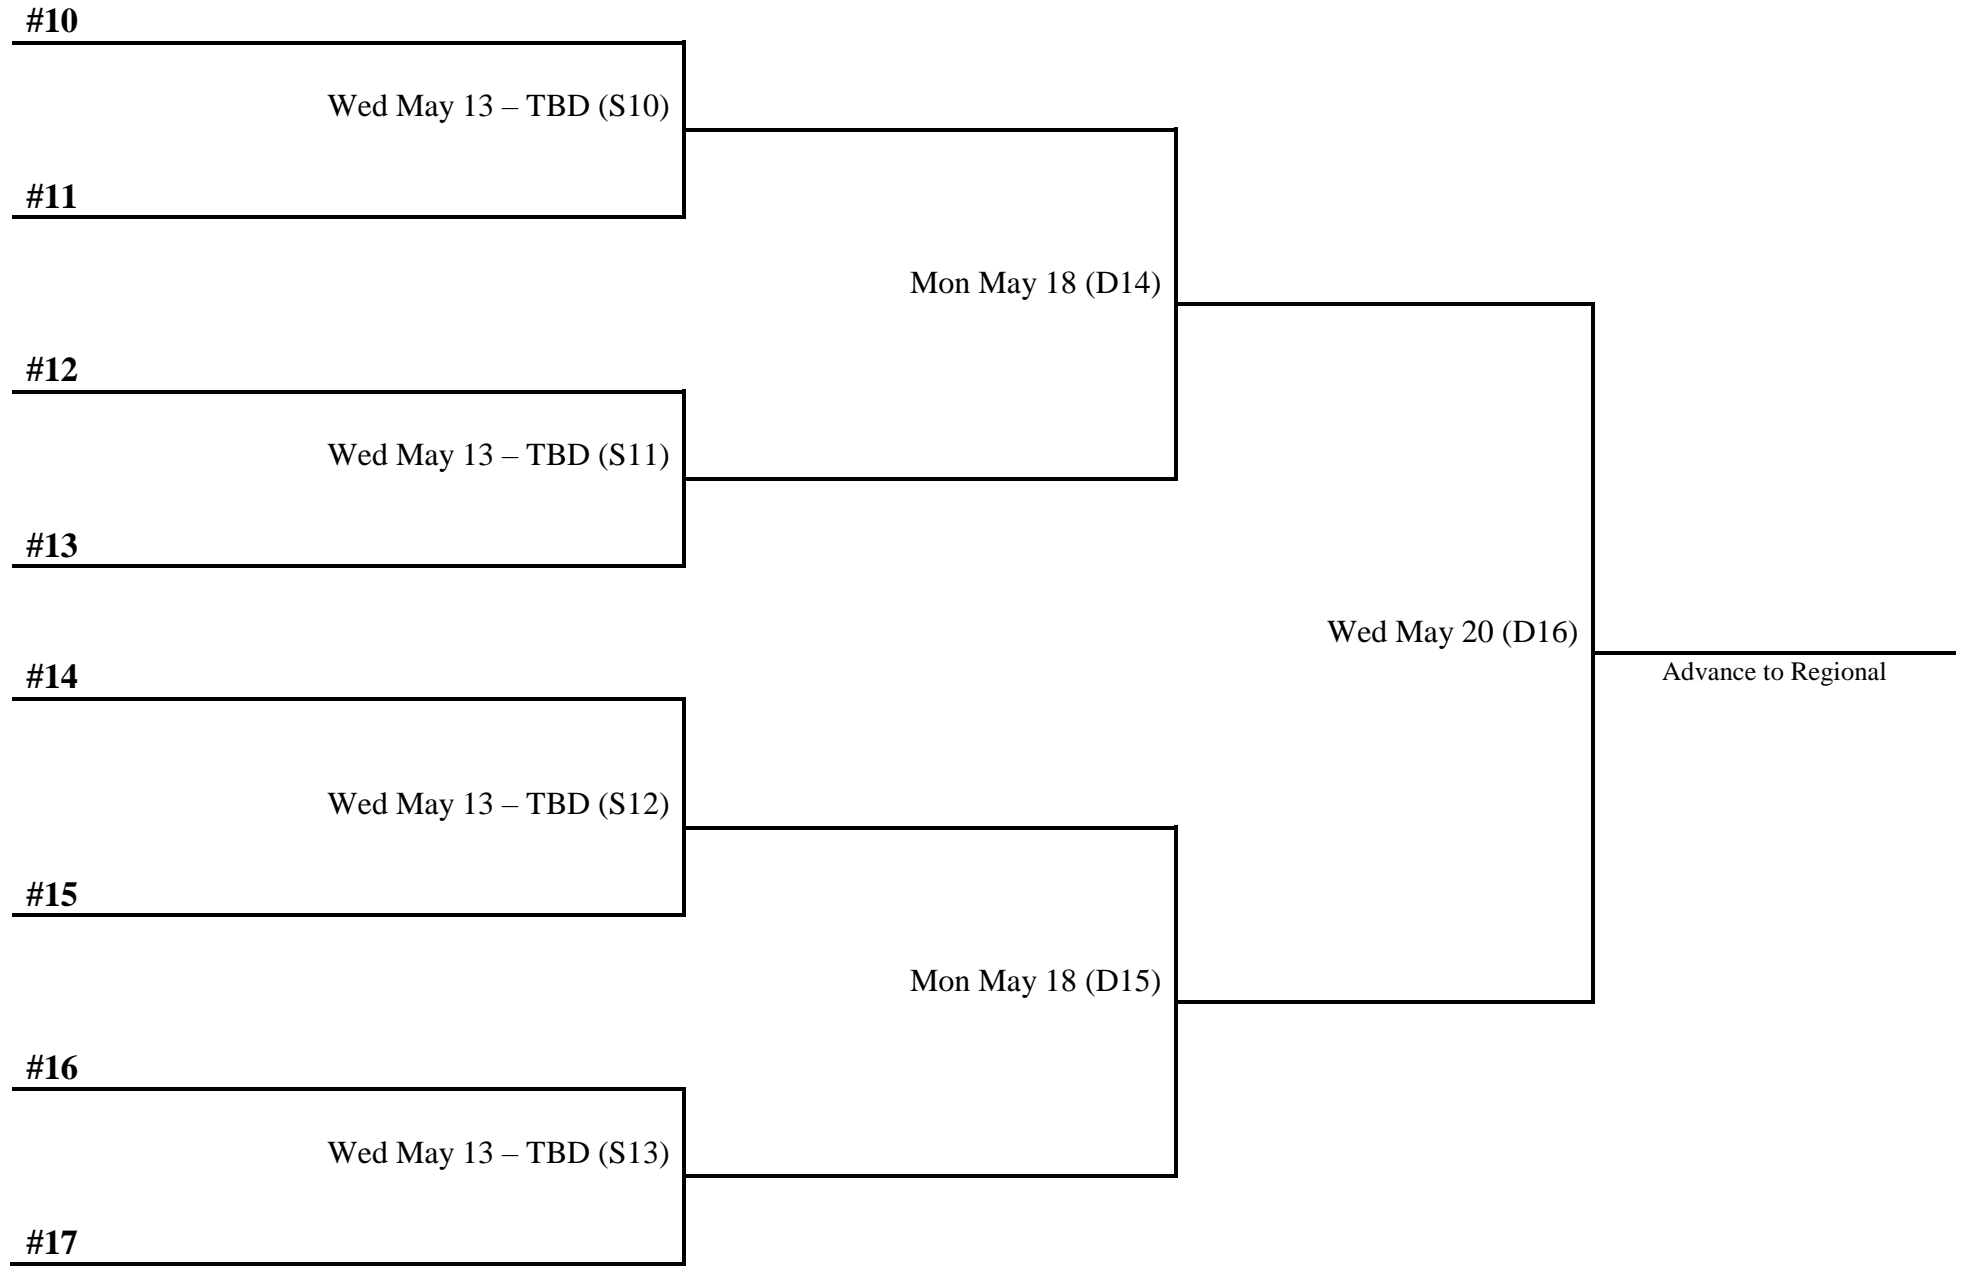 #10
Wed May 13 – TBD (S10)
#11
Mon May 18 (D14)
#12
Wed May 13 – TBD (S11)
#13
Wed May 20 (D16)
Advance to Regional
#14
Wed May 13 – TBD (S12)
#15
Mon May 18 (D15)
#16
Wed May 13 – TBD (S13)
#17